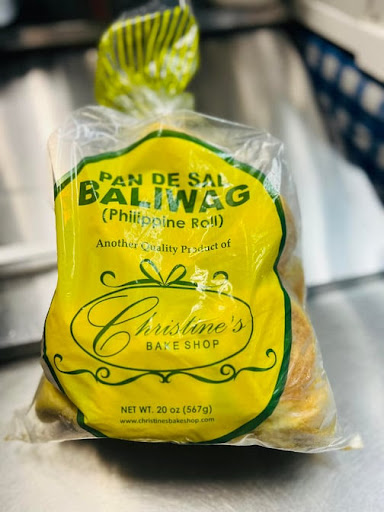 PAN DE SAL
BALIWAG
(Philippine Roll)
Another Quality Product of
Christine's
BAKE SHOP
NET WT. 20 oz (567g)
www.christinesbakeshop.com